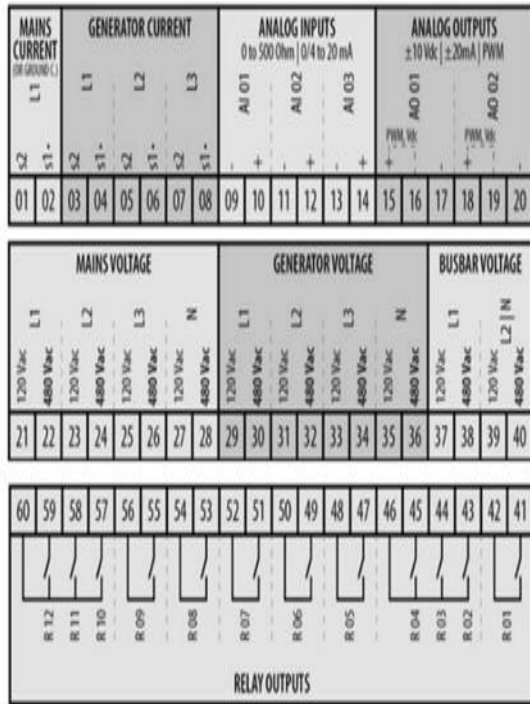 MAINS CURRENT (OR GROUND C.)
GENERATOR CURRENT
ANALOG INPUTS
0 to 500 Ohm | 0/4 to 20 mA
ANALOG OUTPUTS
±10 Vdc | ±20mA | PWM
L1 L1 L2 L3 AI 01 AI 02 AI 03 AO 01 AO 02
PWM, Vdc PWM, Vdc
s2 s1- s2 s1- s2 s1- s2 s1- - + - + - + + - - + - -
01 02 03 04 05 06 07 08 09 10 11 12 13 14 15 16 17 18 19 20
MAINS VOLTAGE GENERATOR VOLTAGE BUSBAR VOLTAGE
L1 L2 L3 N L1 L2 L3 N L1 L2 | N
120 Vac 480 Vac 120 Vac 480 Vac 120 Vac 480 Vac 120 Vac 480 Vac 120 Vac 480 Vac 120 Vac 480 Vac 120 Vac 480 Vac 120 Vac 480 Vac 120 Vac 480 Vac 120 Vac 480 Vac
21 22 23 24 25 26 27 28 29 30 31 32 33 34 35 36 37 38 39 40
60 59 58 57 56 55 54 53 52 51 50 49 48 47 46 45 44 43 42 41
R 12 R 11 R 10 R 09 R 08 R 07 R 06 R 05 R 04 R 03 R 02 R 01
RELAY OUTPUTS